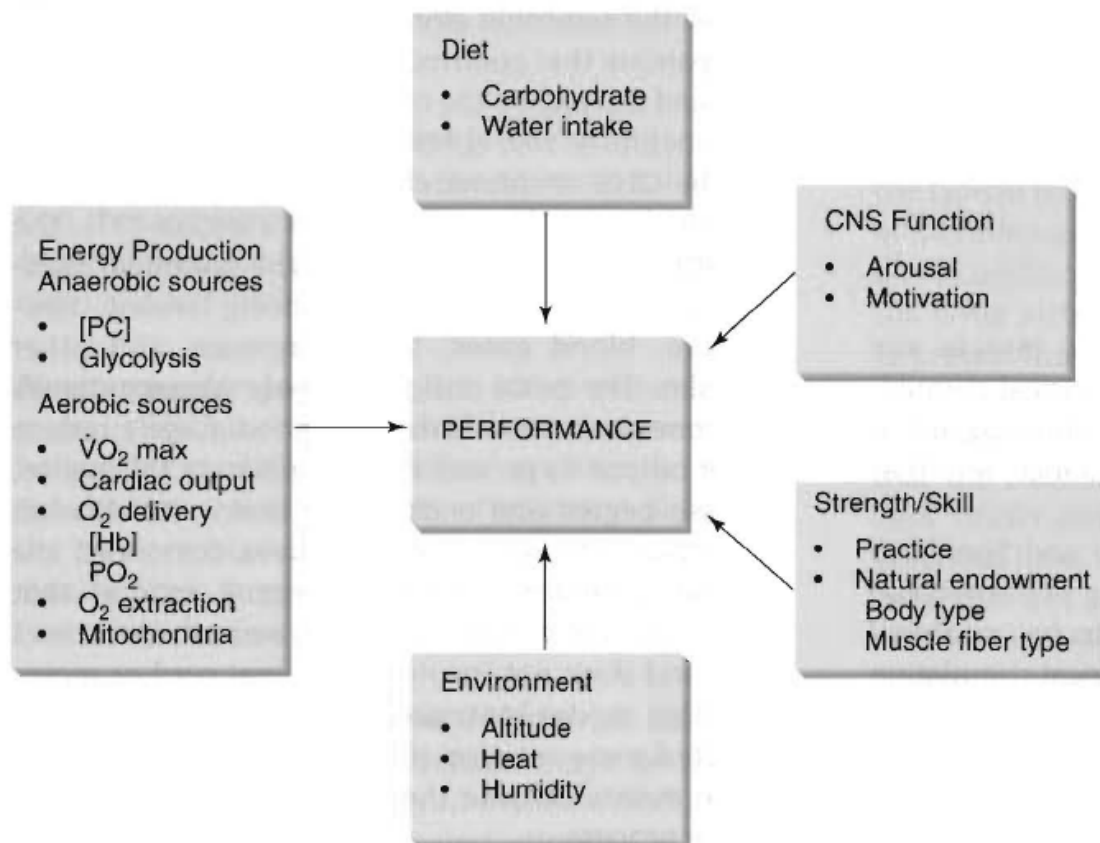 Diet
• Carbohydrate
• Water intake
Energy Production
Anaerobic sources
• [PC]
• Glycolysis
Aerobic sources
• V̇O₂ max
• Cardiac output
• O₂ delivery
[Hb]
PO₂
• O₂ extraction
• Mitochondria
PERFORMANCE
CNS Function
• Arousal
• Motivation
Strength/Skill
• Practice
• Natural endowment
Body type
Muscle fiber type
Environment
• Altitude
• Heat
• Humidity